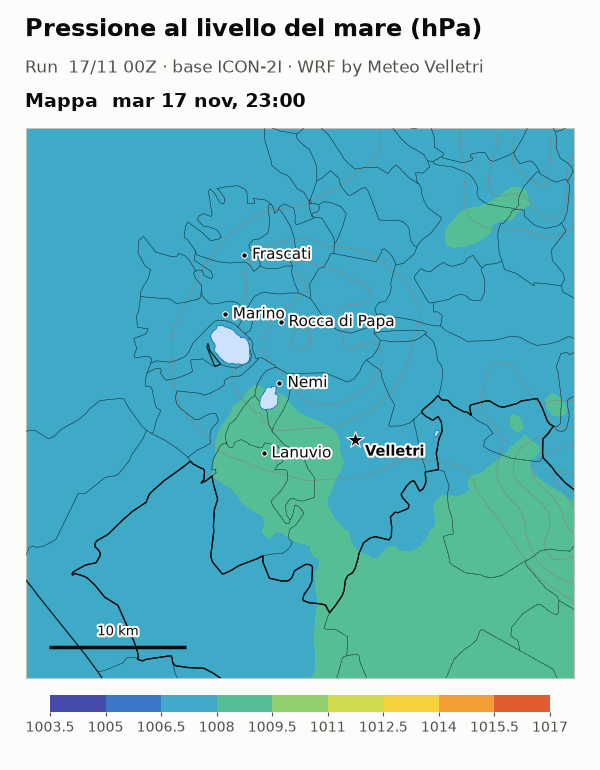 Pressione al livello del mare (hPa)
Run  17/11 00Z · base ICON-2I · WRF by Meteo Velletri
Mappa  mar 17 nov, 23:00
Frascati
Marino
Rocca di Papa
Nemi
Velletri
Lanuvio
10 km
1003.5 1005 1006.5 1008 1009.5 1011 1012.5 1014 1015.5 1017